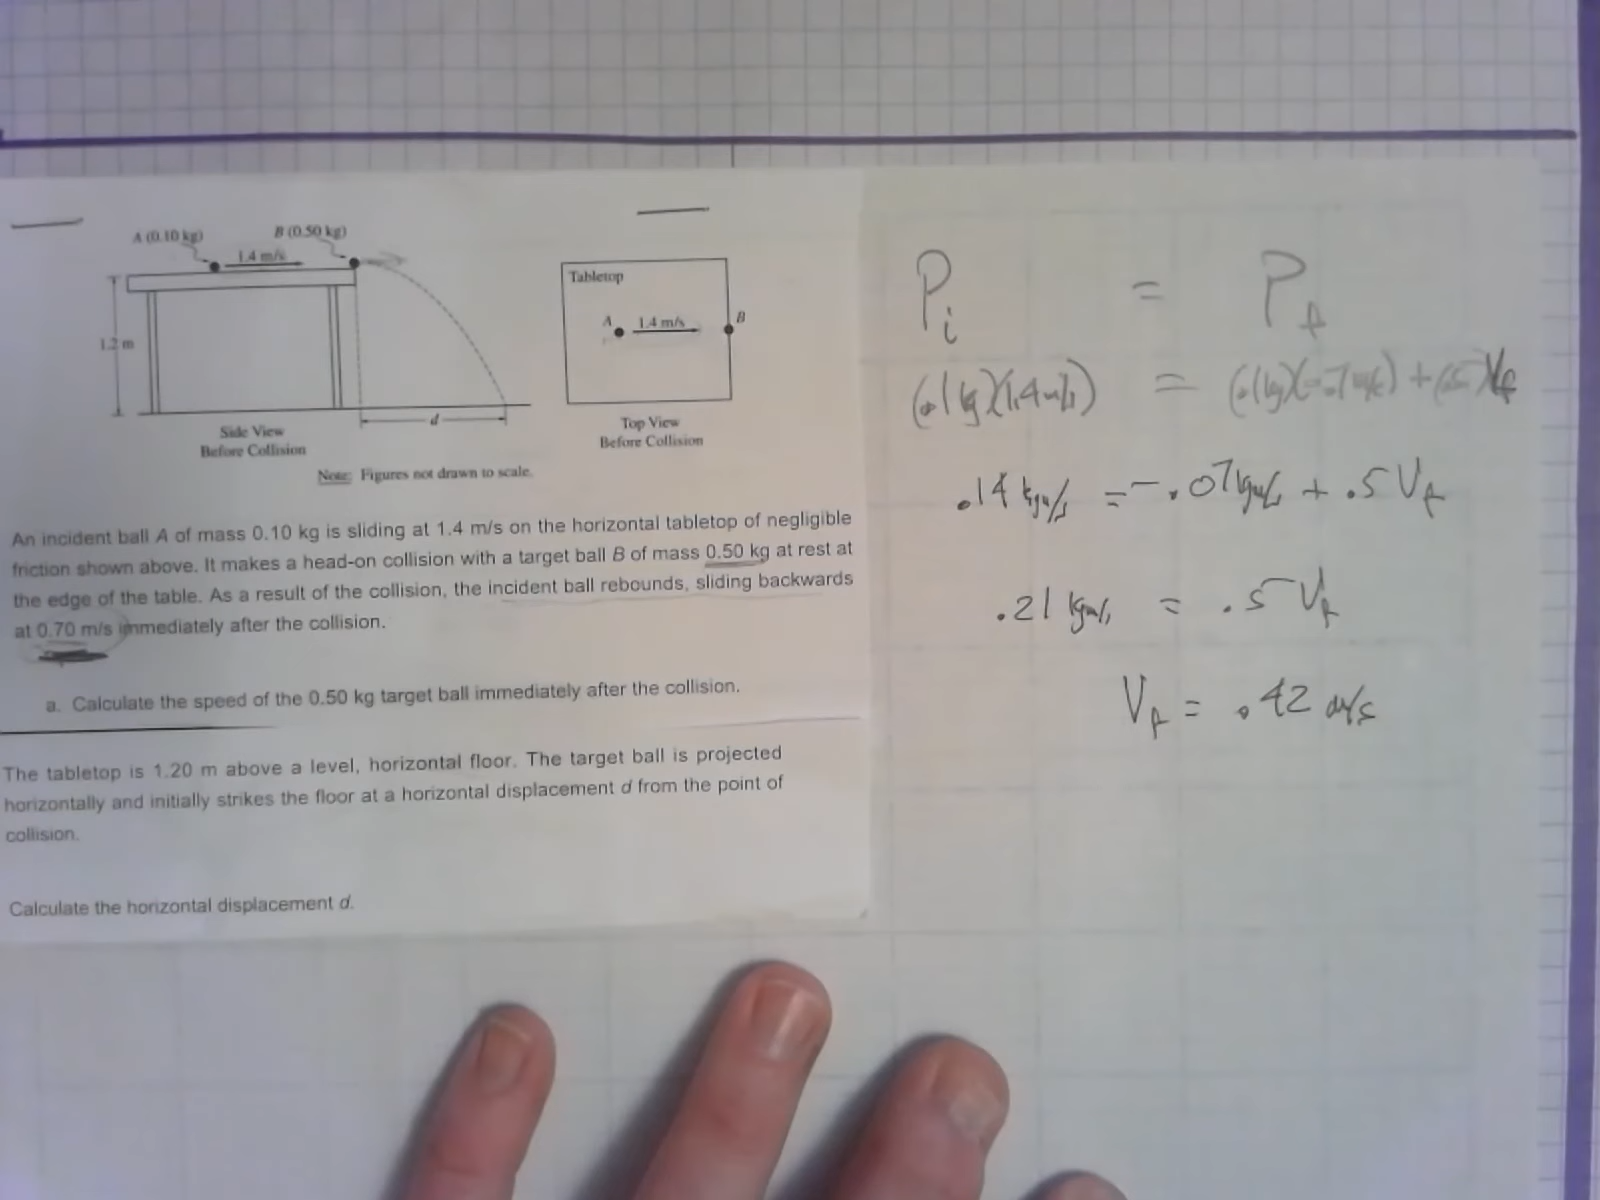 A (0.10 kg)
B (0.50 kg)
1.4 m/s
1.2 m
d
Side View
Before Collision
Tabletop
A
1.4 m/s
B
Top View
Before Collision
Note: Figures not drawn to scale.
An incident ball A of mass 0.10 kg is sliding at 1.4 m/s on the horizontal tabletop of negligible
friction shown above. It makes a head-on collision with a target ball B of mass 0.50 kg at rest at
the edge of the table. As a result of the collision, the incident ball rebounds, sliding backwards
at 0.70 m/s immediately after the collision.
a. Calculate the speed of the 0.50 kg target ball immediately after the collision.
The tabletop is 1.20 m above a level, horizontal floor. The target ball is projected
horizontally and initially strikes the floor at a horizontal displacement d from the point of
collision.
Calculate the horizontal displacement d.
Pi = Pf
(.1kg)(1.4m/s) = (.1kg)(-.7m/s) + (.5)Vf
.14 kgm/s = -.07kgm/s + .5Vf
.21 kgm/s = .5Vf
Vf = .42 m/s